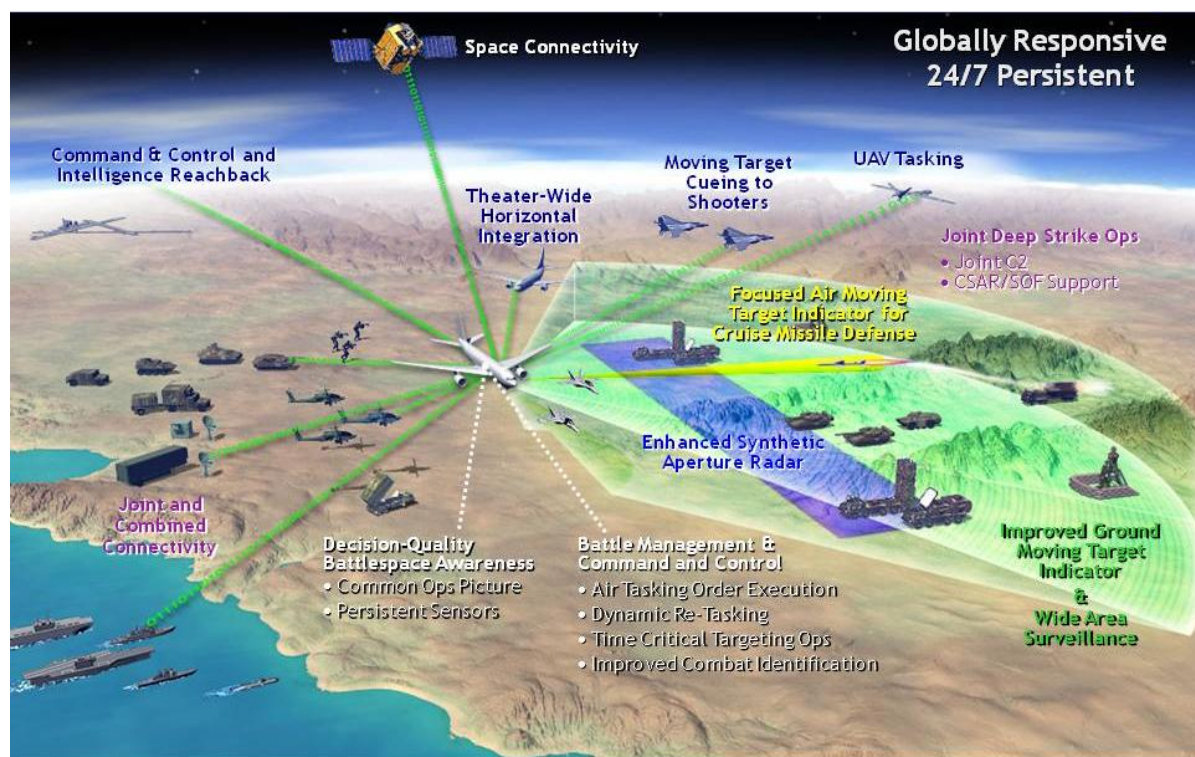 Space Connectivity
Globally Responsive
24/7 Persistent
Command & Control and
Intelligence Reachback
Theater-Wide
Horizontal
Integration
Moving Target
Cueing to
Shooters
UAV Tasking
Joint Deep Strike Ops
• Joint C2
• CSAR/SOF Support
Focused Air Moving
Target Indicator for
Cruise Missile Defense
Enhanced Synthetic
Aperture Radar
Joint and
Combined
Connectivity
Decision-Quality
Battlespace Awareness
• Common Ops Picture
• Persistent Sensors
Battle Management &
Command and Control
• Air Tasking Order Execution
• Dynamic Re-Tasking
• Time Critical Targeting Ops
• Improved Combat Identification
Improved Ground
Moving Target
Indicator
&
Wide Area
Surveillance